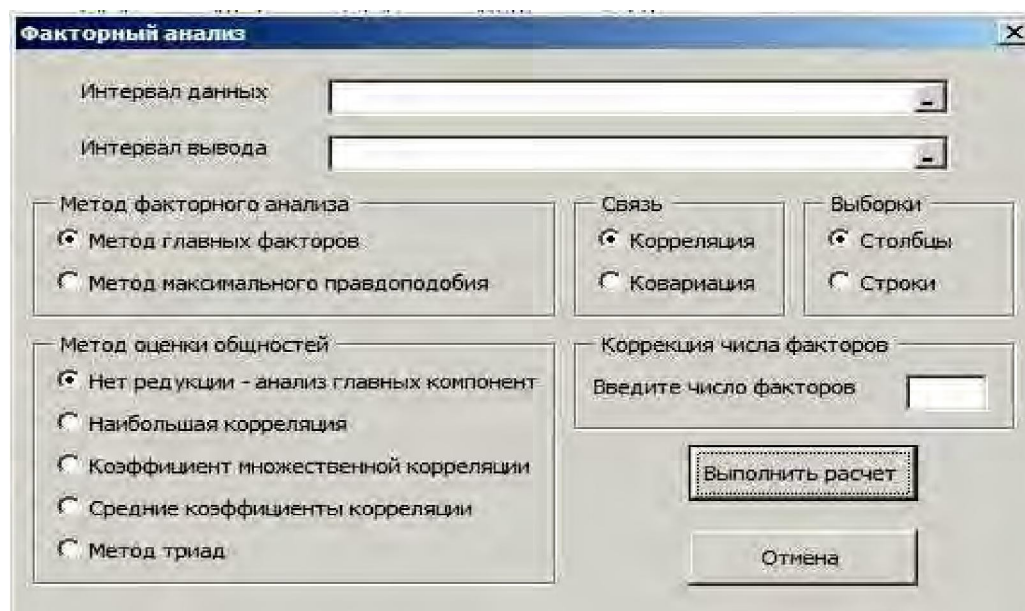 Факторный анализ
Интервал данных
Интервал вывода
Метод факторного анализа
Метод главных факторов
Метод максимального правдоподобия
Связь
Корреляция
Ковариация
Выборки
Столбцы
Строки
Метод оценки общностей
Нет редукции - анализ главных компонент
Наибольшая корреляция
Коэффициент множественной корреляции
Средние коэффициенты корреляции
Метод триад
Коррекция числа факторов
Введите число факторов
Выполнить расчет
Отмена